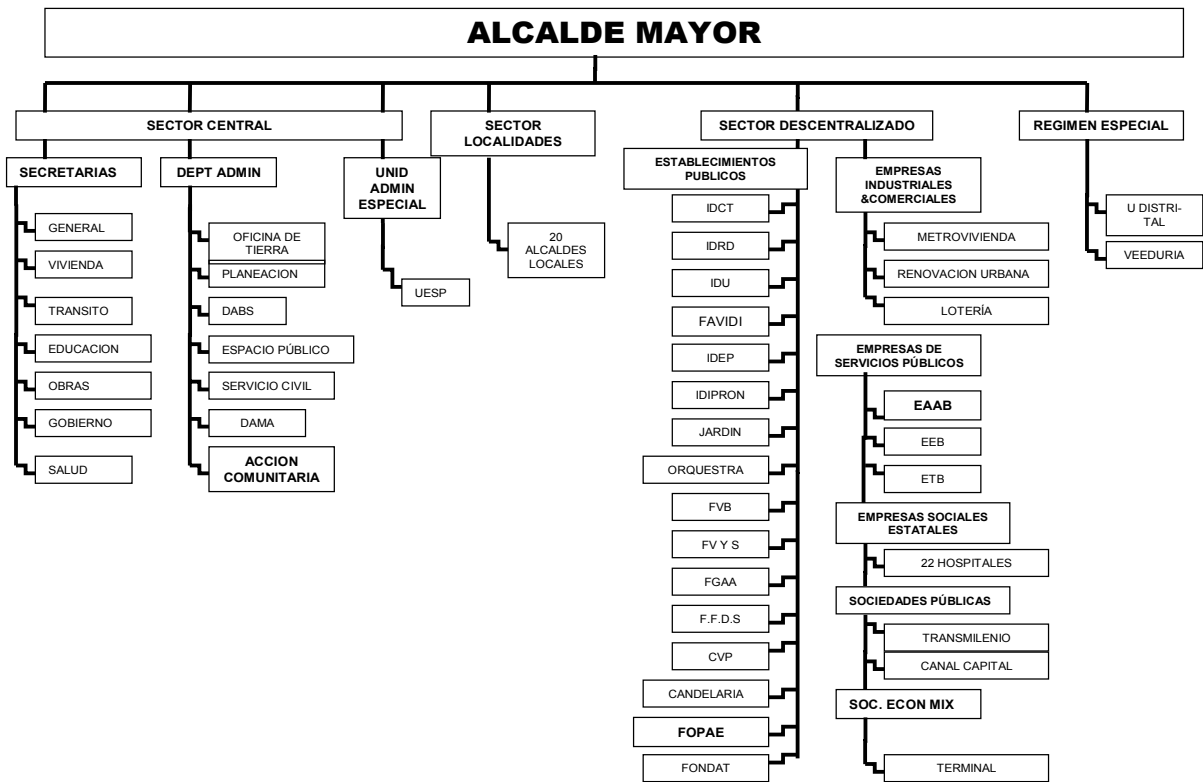 ALCALDE MAYOR
SECTOR CENTRAL
SECRETARIAS
GENERAL
VIVIENDA
TRANSITO
EDUCACION
OBRAS
GOBIERNO
SALUD
DEPT ADMIN
OFICINA DE
TIERRA
PLANEACION
DABS
ESPACIO PÚBLICO
SERVICIO CIVIL
DAMA
ACCION
COMUNITARIA
UNID
ADMIN
ESPECIAL
UESP
SECTOR
LOCALIDADES
20
ALCALDES
LOCALES
SECTOR DESCENTRALIZADO
ESTABLECIMIENTOS
PUBLICOS
IDCT
IDRD
IDU
FAVIDI
IDEP
IDIPRON
JARDIN
ORQUESTRA
FVB
FV Y S
FGAA
F.F.D.S
CVP
CANDELARIA
FOPAE
FONDAT
EMPRESAS
INDUSTRIALES
&COMERCIALES
METROVIVIENDA
RENOVACION URBANA
LOTERÍA
EMPRESAS DE
SERVICIOS PÚBLICOS
EAAB
EEB
ETB
EMPRESAS SOCIALES
ESTATALES
22 HOSPITALES
SOCIEDADES PÚBLICAS
TRANSMILENIO
CANAL CAPITAL
SOC. ECON MIX
TERMINAL
REGIMEN ESPECIAL
U DISTRI-
TAL
VEEDURIA